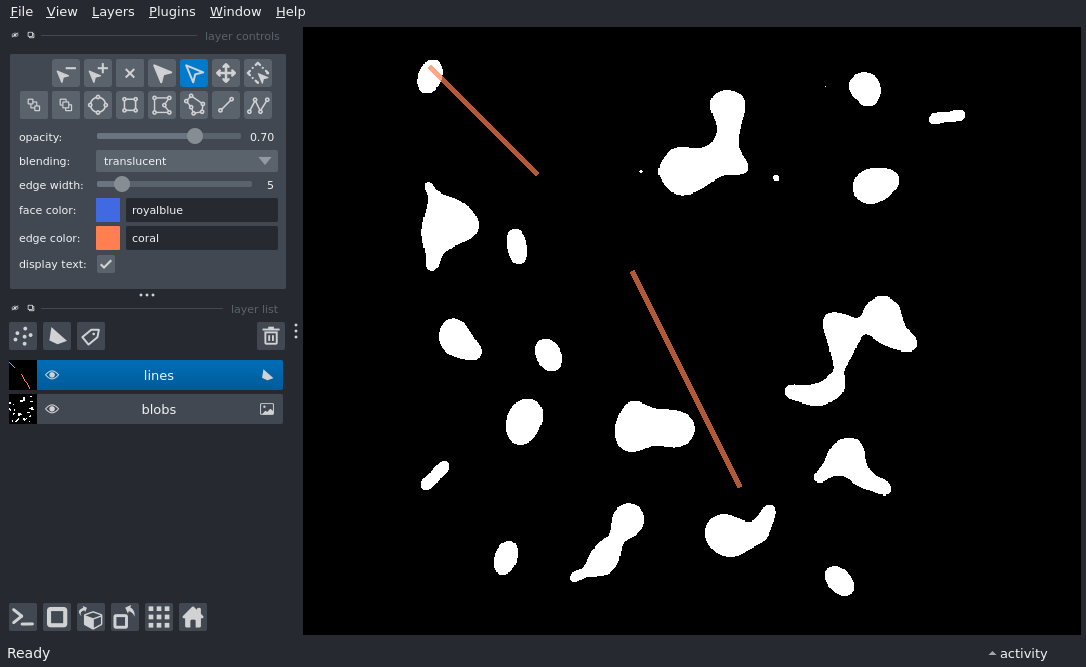 File View Layers Plugins Window Help
layer controls
opacity: 0.70
blending: translucent
edge width: 5
face color: royalblue
edge color: coral
display text:
layer list
lines
blobs
Ready
activity